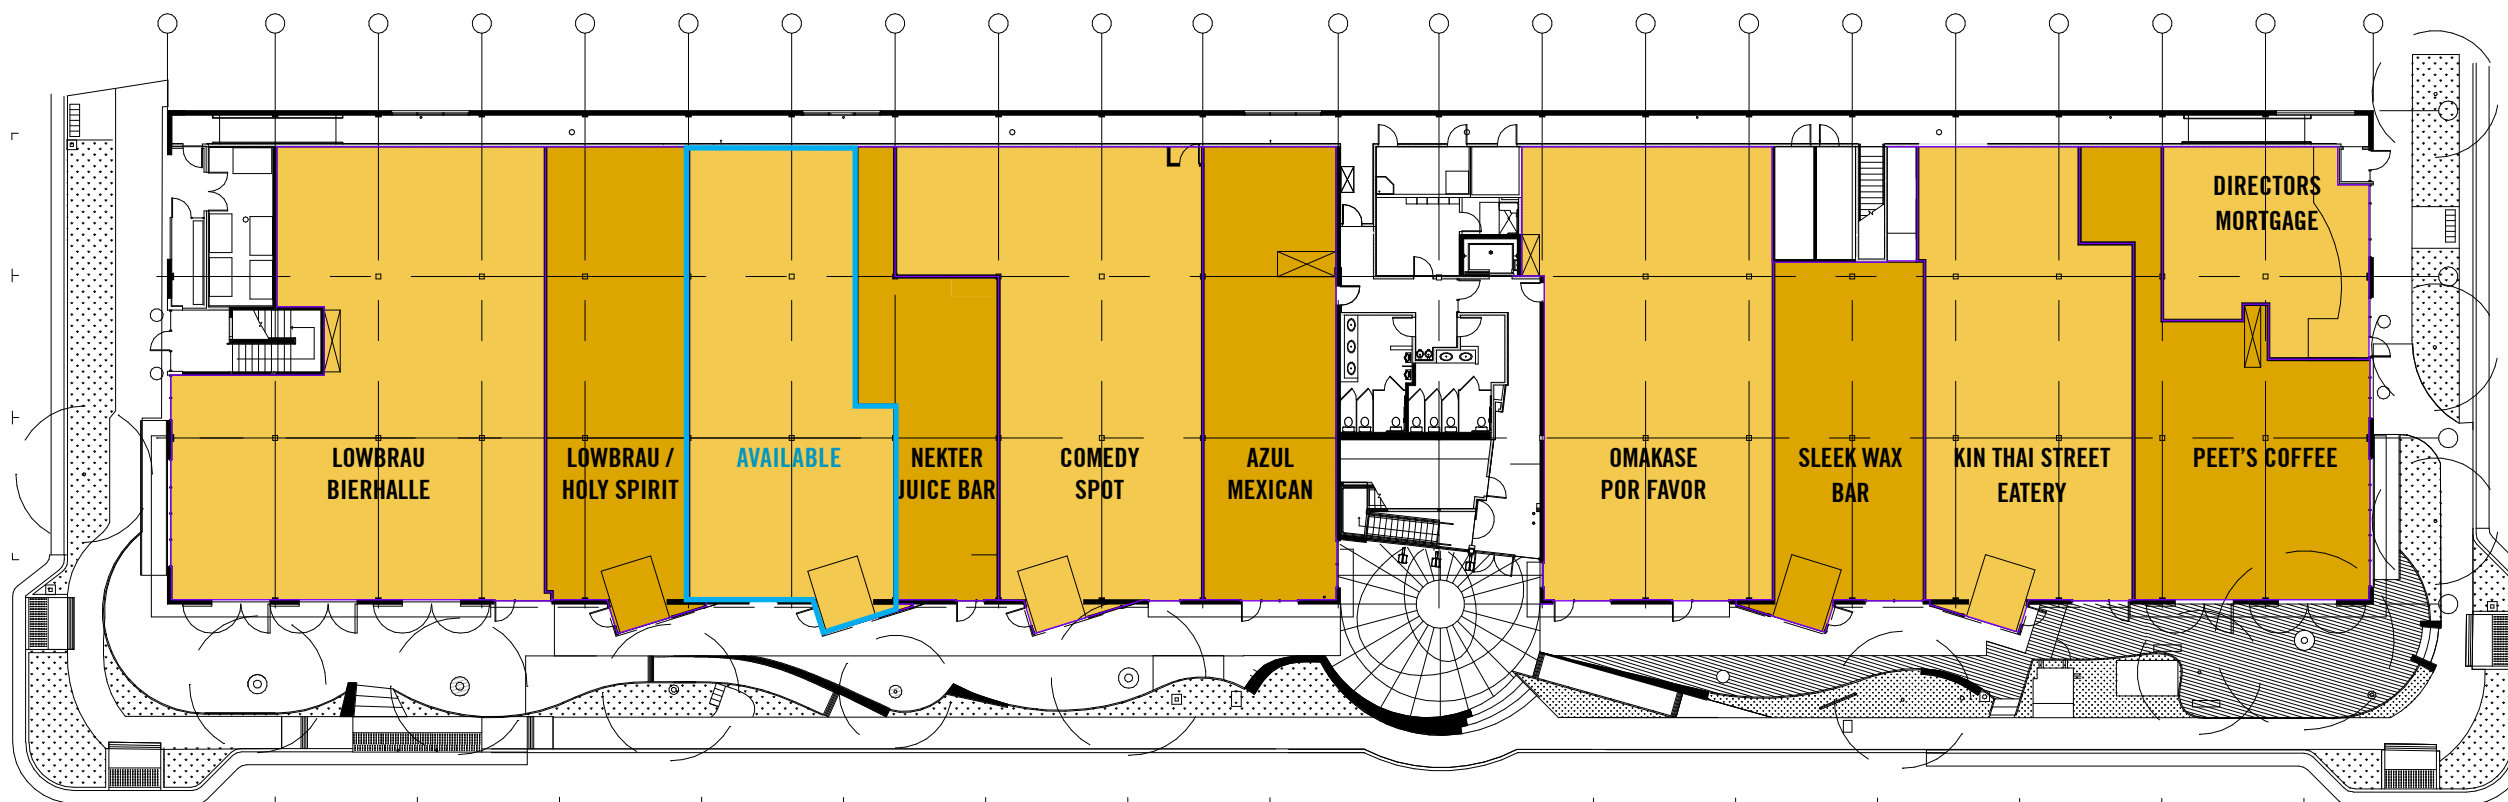 DIRECTORS
MORTGAGE
LOWBRAU
BIERHALLE
LOWBRAU /
HOLY SPIRIT
AVAILABLE
NEKTER
JUICE BAR
COMEDY
SPOT
AZUL
MEXICAN
OMAKASE
POR FAVOR
SLEEK WAX
BAR
KIN THAI STREET
EATERY
PEET'S COFFEE